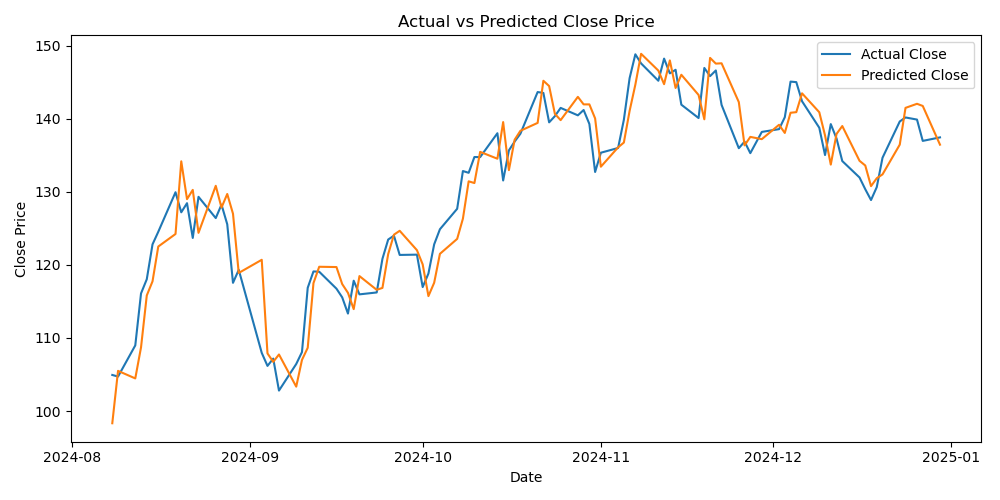 Actual vs Predicted Close Price
Actual Close
Predicted Close
Close Price
150
140
130
120
110
100
2024-08
2024-09
2024-10
2024-11
2024-12
2025-01
Date